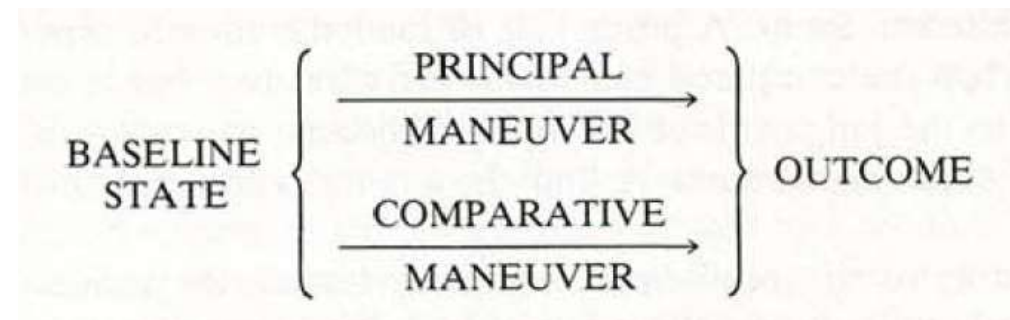 PRINCIPAL
MANEUVER
BASELINE
STATE
COMPARATIVE
MANEUVER
OUTCOME